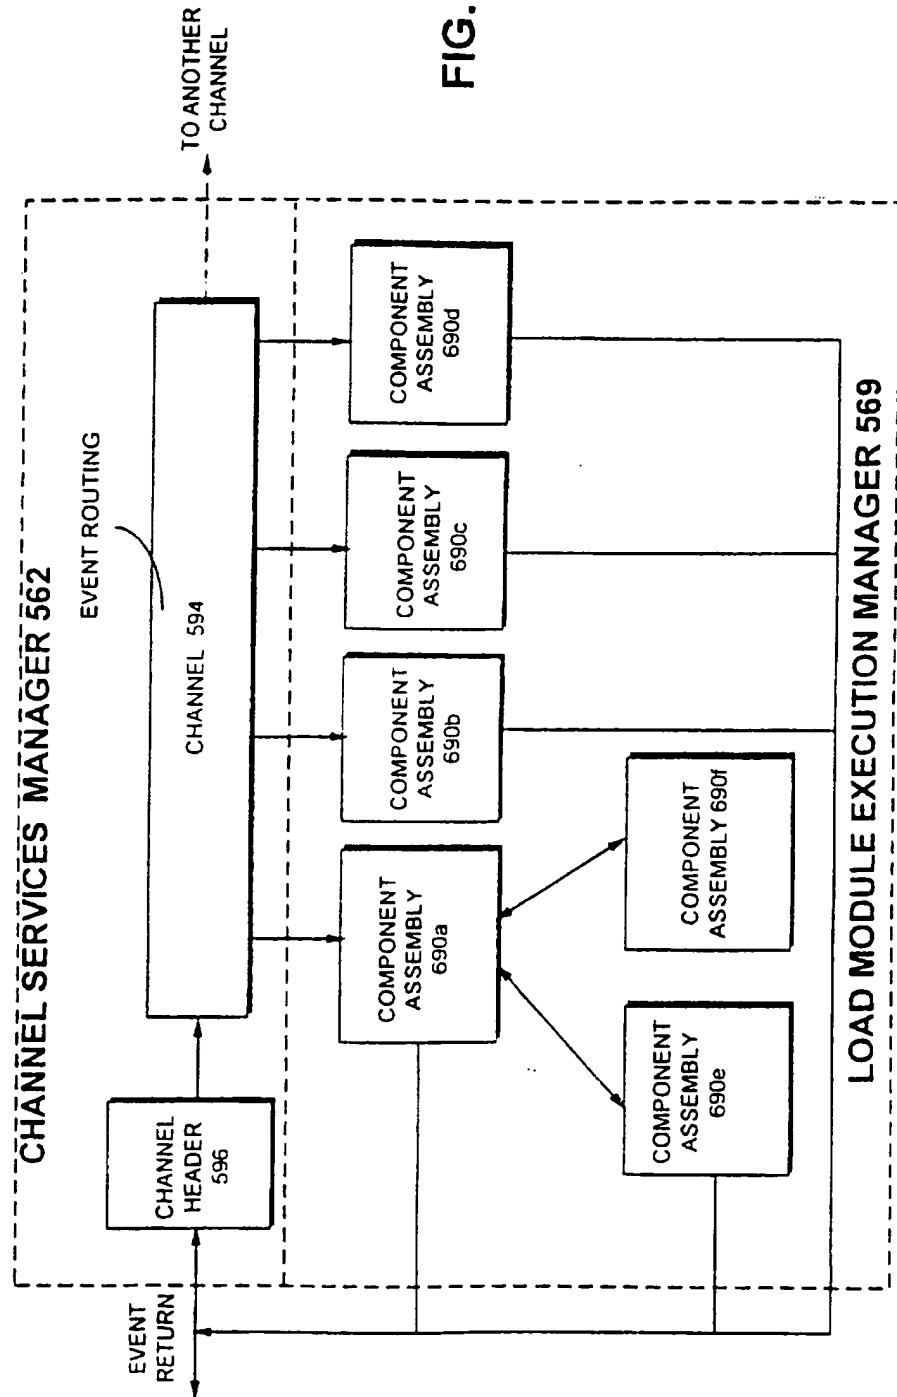 FIG.
TO ANOTHER
CHANNEL
CHANNEL SERVICES MANAGER 562
EVENT ROUTING
CHANNEL 594
CHANNEL
HEADER
596
EVENT
RETURN
COMPONENT
ASSEMBLY
690a
COMPONENT
ASSEMBLY
690b
COMPONENT
ASSEMBLY
690c
COMPONENT
ASSEMBLY
690d
COMPONENT
ASSEMBLY
690e
COMPONENT
ASSEMBLY 690f
LOAD MODULE EXECUTION MANAGER 569